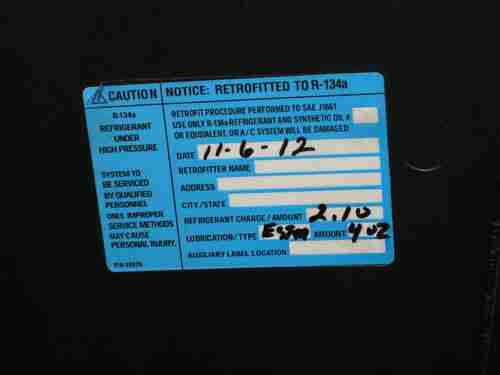 CAUTION
R-134a
REFRIGERANT
UNDER
HIGH PRESSURE
SYSTEM TO
BE SERVICED
BY QUALIFIED
PERSONNEL
ONLY. IMPROPER
SERVICE METHODS
MAY CAUSE
PERSONAL INJURY.
NOTICE: RETROFITTED TO R-134a
RETROFIT PROCEDURE PERFORMED TO SAE J1661
USE ONLY R-134a REFRIGERANT AND SYNTHETIC OIL #
OR EQUIVALENT, OR A/C SYSTEM WILL BE DAMAGED
DATE 11-6-12
RETROFITTER NAME
ADDRESS
CITY/STATE
REFRIGERANT CHARGE/AMOUNT 2.10
LUBRICATION/TYPE AMOUNT 4 OZ
AUXILIARY LABEL LOCATION: